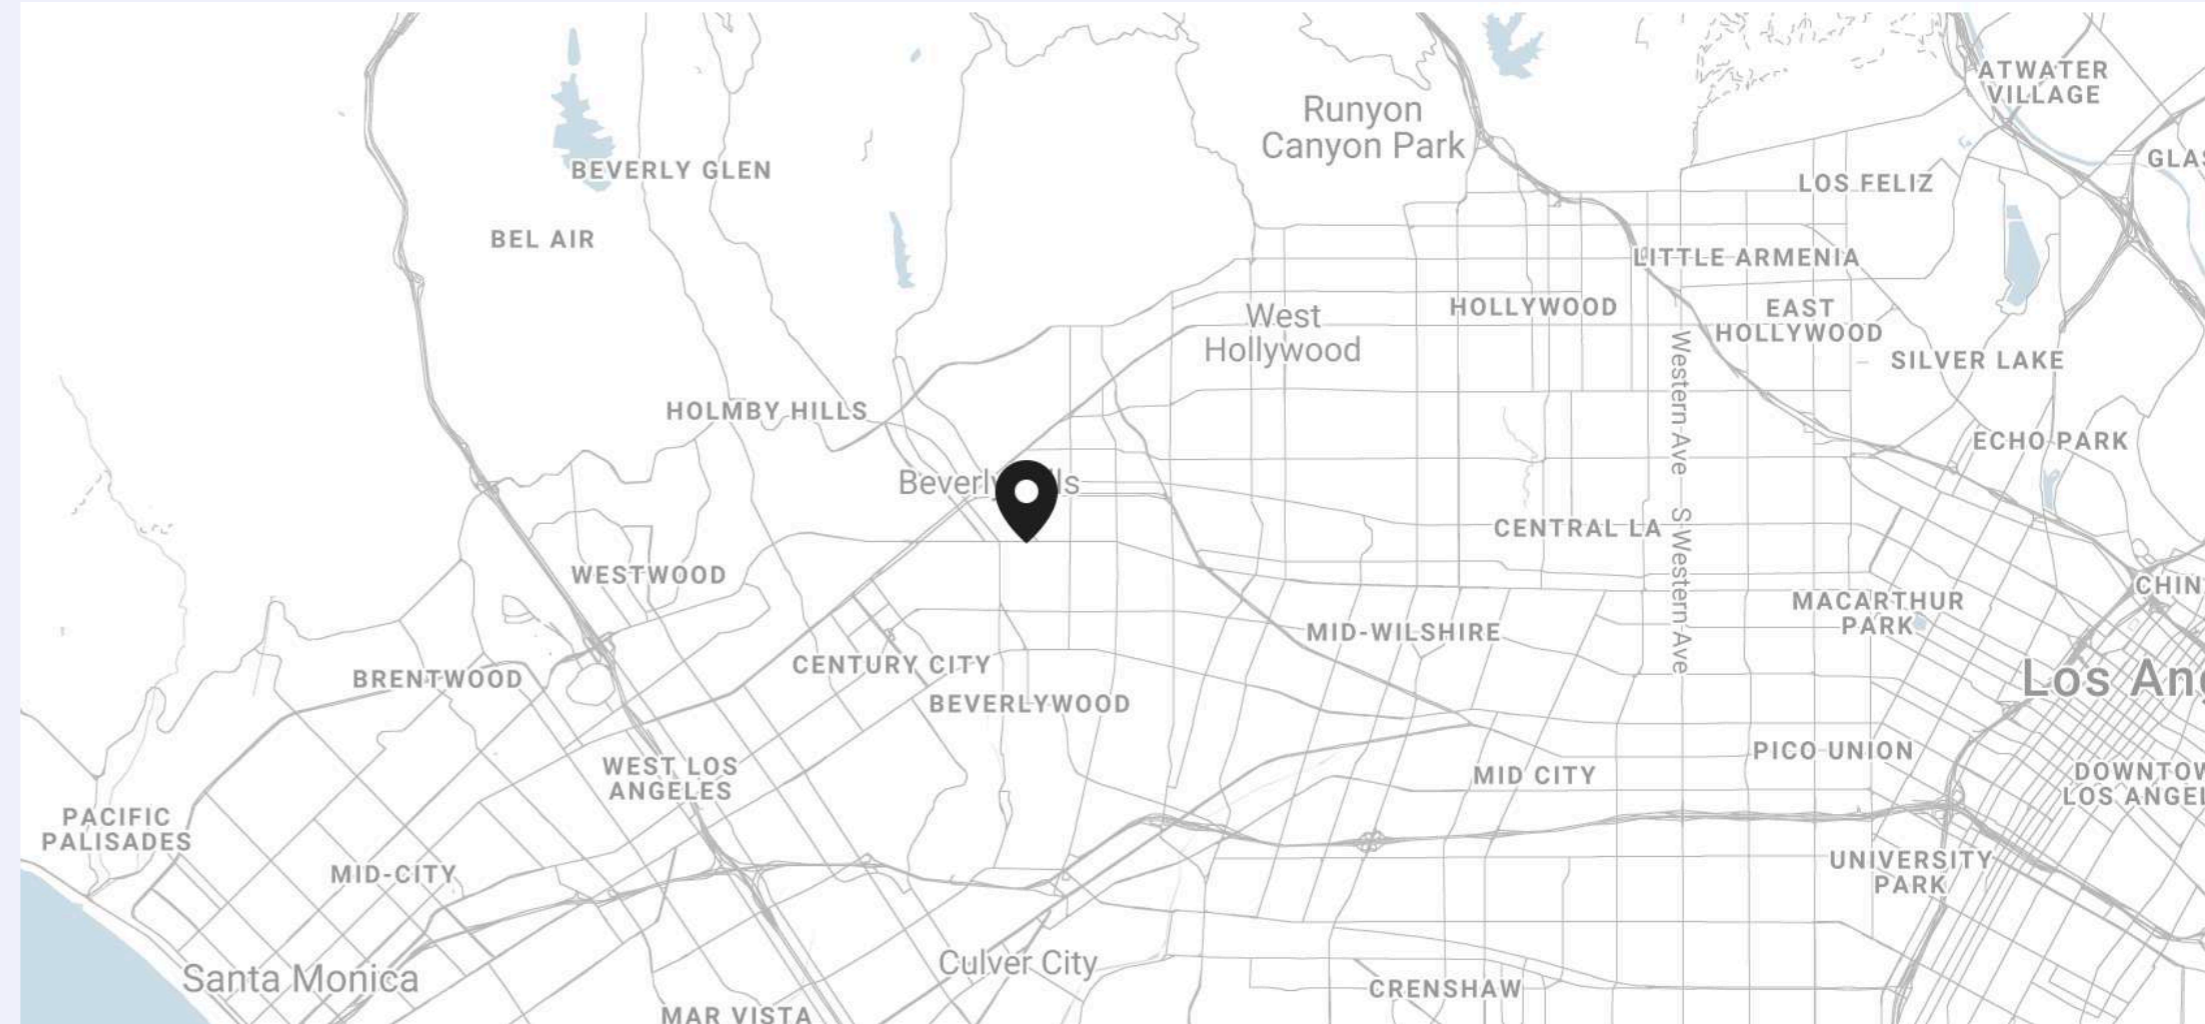 ATWATER
VILLAGE
Runyon
Canyon Park
GLAS
BEVERLY GLEN
LOS FELIZ
BEL AIR
LITTLE ARMENIA
HOLLYWOOD
EAST
HOLLYWOOD
West
Hollywood
SILVER LAKE
Western Ave
HOLMBY HILLS
ECHO PARK
Beverly
ls
CENTRAL LA
S Western Ave
WESTWOOD
CHIN
MACARTHUR
PARK
MID-WILSHIRE
CENTURY CITY
BRENTWOOD
Los Ang
BEVERLYWOOD
PICO UNION
WEST LOS
ANGELES
MID CITY
DOWNTOW
LOS ANGEL
PACIFIC
PALISADES
MID-CITY
UNIVERSITY
PARK
Culver City
Santa Monica
CRENSHAW
MAR VISTA